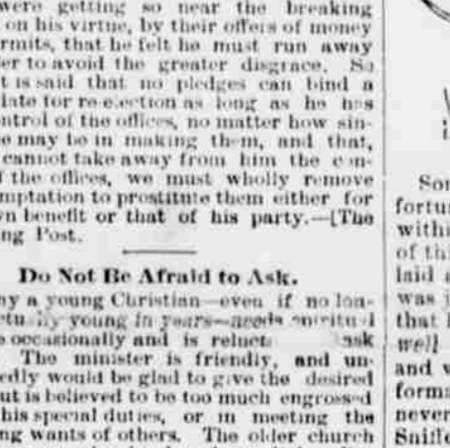 were getting so near the breaking
on his virtue, by their offers of money
ermits, that he felt he must run away
er to avoid the greater disgrace. So
t is said that no pledges can bind a
late for re-election as long as he has
ntrol of the offices, no matter how sin-
e may be in making them, and that,
cannot take away from him the con-
f the offices, we must wholly remove
mptation to prostitute them either for
wn benefit or that of his party.—[The
ng Post.
Do Not Be Afraid to Ask.
ny a young Christian—even if no lon-
young in years—needs
e occasionally and is ask
The minister is friendly, and un-
edly would be glad to give the desired
ut is believed to be too much engrossed
his special duties, or in meeting the
ng wants of others. The older church
Sor
fortu
withi
of thi
laid a
was j
that l
well
and w
forma
never
Sniffe